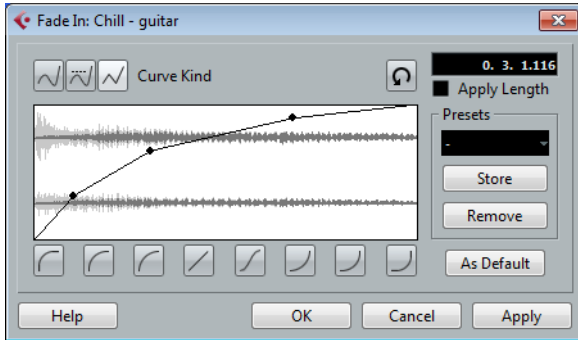 Fade In: Chill - guitar
Curve Kind
0. 3. 1.116
Apply Length
Presets
-
Store
Remove
As Default
Help
OK
Cancel
Apply